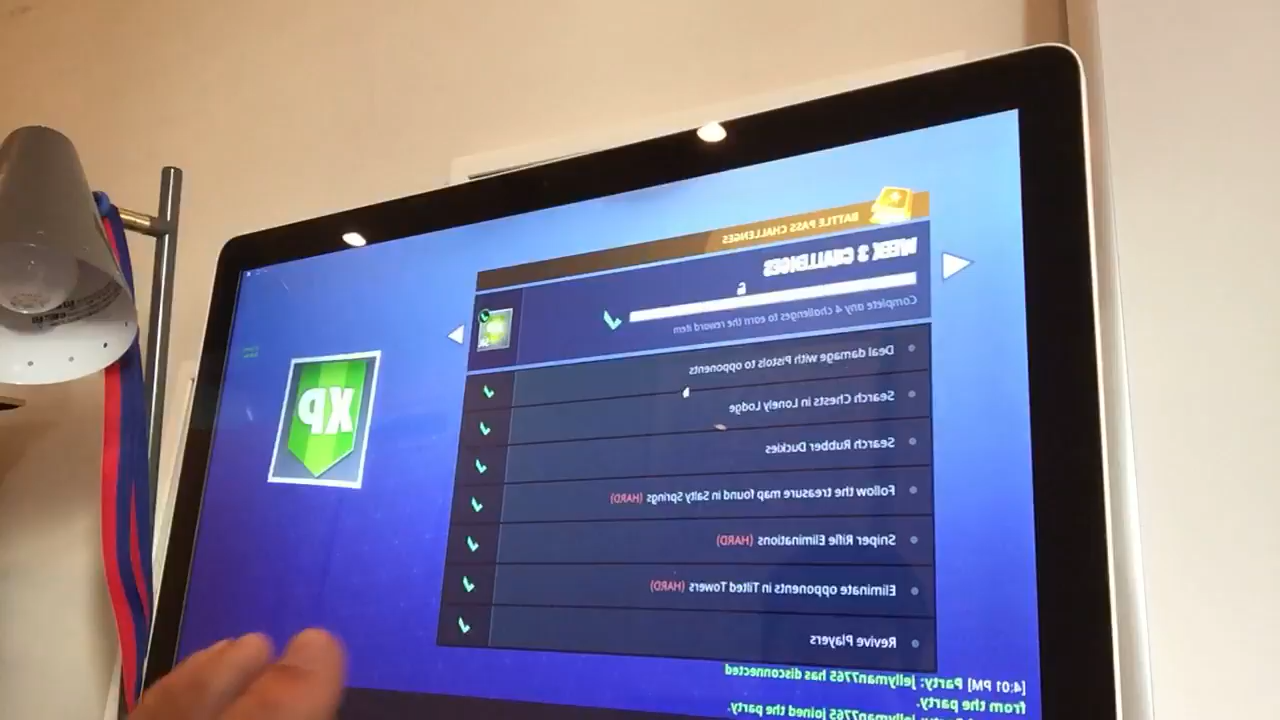 BATTLE PASS CHALLENGES
WEEK 3 CHALLENGES
6
Complete any 4 challenges to earn the reward item
XP
5K
Deal damage with Pistols to opponents
Search Chests in Lonely Lodge
Search Rubber Duckies
Follow the treasure map found in Salty Springs (HARD)
Sniper Rifle Eliminations (HARD)
Eliminate opponents in Tilted Towers (HARD)
Revive Players
XP
[4:01 PM] Party: jellyman7765 has disconnected
from the party.
jellyman7765 joined the party.